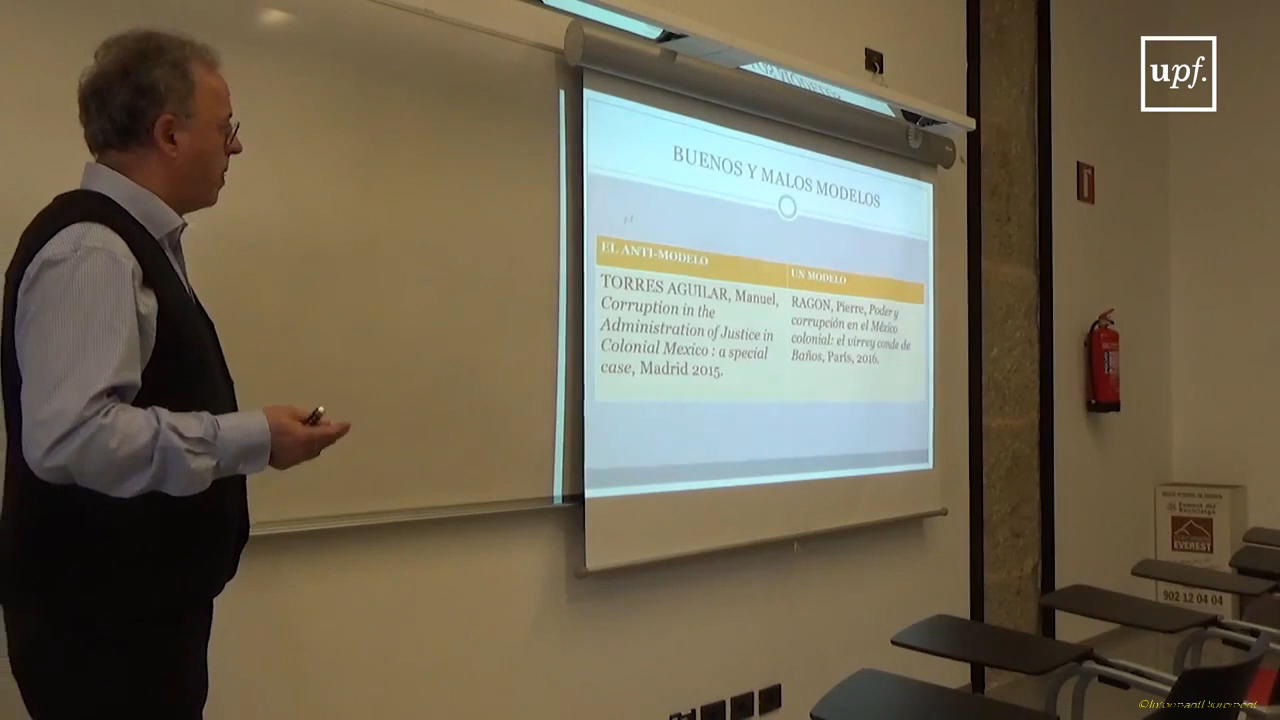 upf.
BUENOS Y MALOS MODELOS
EL ANTI-MODELO
TORRES AGUILAR, Manuel,
Corruption in the
Administration of Justice in
Colonial Mexico : a special
case, Madrid 2015.
UN MODELO
RAGON, Pierre, Poder y
corrupción en el México
colonial: el virrey conde de
Baños, París, 2016.
EVEREST
902 12 04 04